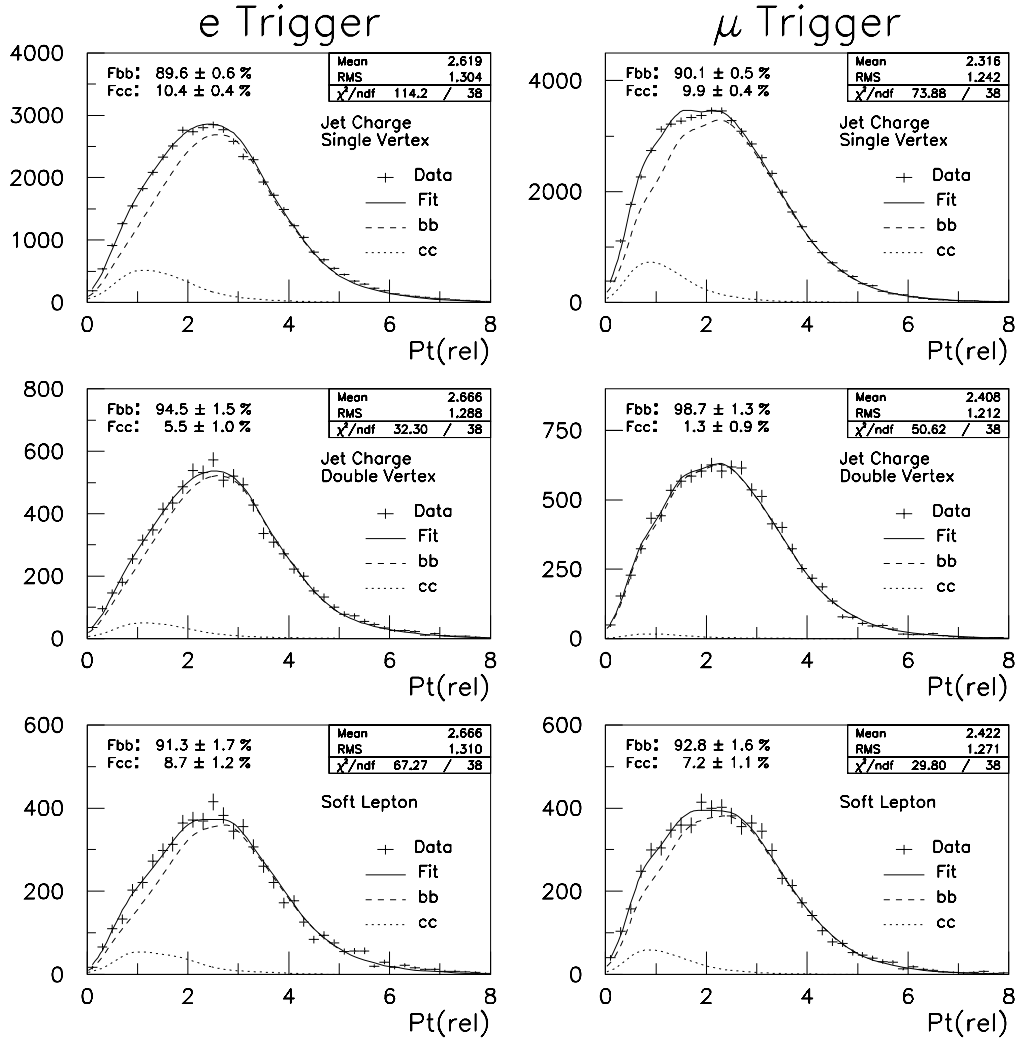 e Trigger
μ Trigger
Fbb: 89.6 ± 0.6 %
Fcc: 10.4 ± 0.4 %
Mean 2.619
RMS 1.304
χ²/ndf 114.2 / 38
Jet Charge
Single Vertex
Data
Fit
bb
cc
4000
3000
2000
1000
0
0 2 4 6 8
Pt(rel)
Fbb: 90.1 ± 0.5 %
Fcc: 9.9 ± 0.4 %
Mean 2.316
RMS 1.242
χ²/ndf 73.88 / 38
Jet Charge
Single Vertex
Data
Fit
bb
cc
4000
2000
0
0 2 4 6 8
Pt(rel)
Fbb: 94.5 ± 1.5 %
Fcc: 5.5 ± 1.0 %
Mean 2.666
RMS 1.288
χ²/ndf 32.30 / 38
Jet Charge
Double Vertex
Data
Fit
bb
cc
800
600
400
200
0
0 2 4 6 8
Pt(rel)
Fbb: 98.7 ± 1.3 %
Fcc: 1.3 ± 0.9 %
Mean 2.408
RMS 1.212
χ²/ndf 50.62 / 38
Jet Charge
Double Vertex
Data
Fit
bb
cc
750
500
250
0
0 2 4 6 8
Pt(rel)
Fbb: 91.3 ± 1.7 %
Fcc: 8.7 ± 1.2 %
Mean 2.666
RMS 1.310
χ²/ndf 67.27 / 38
Soft Lepton
Data
Fit
bb
cc
600
400
200
0
0 2 4 6 8
Pt(rel)
Fbb: 92.8 ± 1.6 %
Fcc: 7.2 ± 1.1 %
Mean 2.422
RMS 1.271
χ²/ndf 29.80 / 38
Soft Lepton
Data
Fit
bb
cc
600
400
200
0
0 2 4 6 8
Pt(rel)